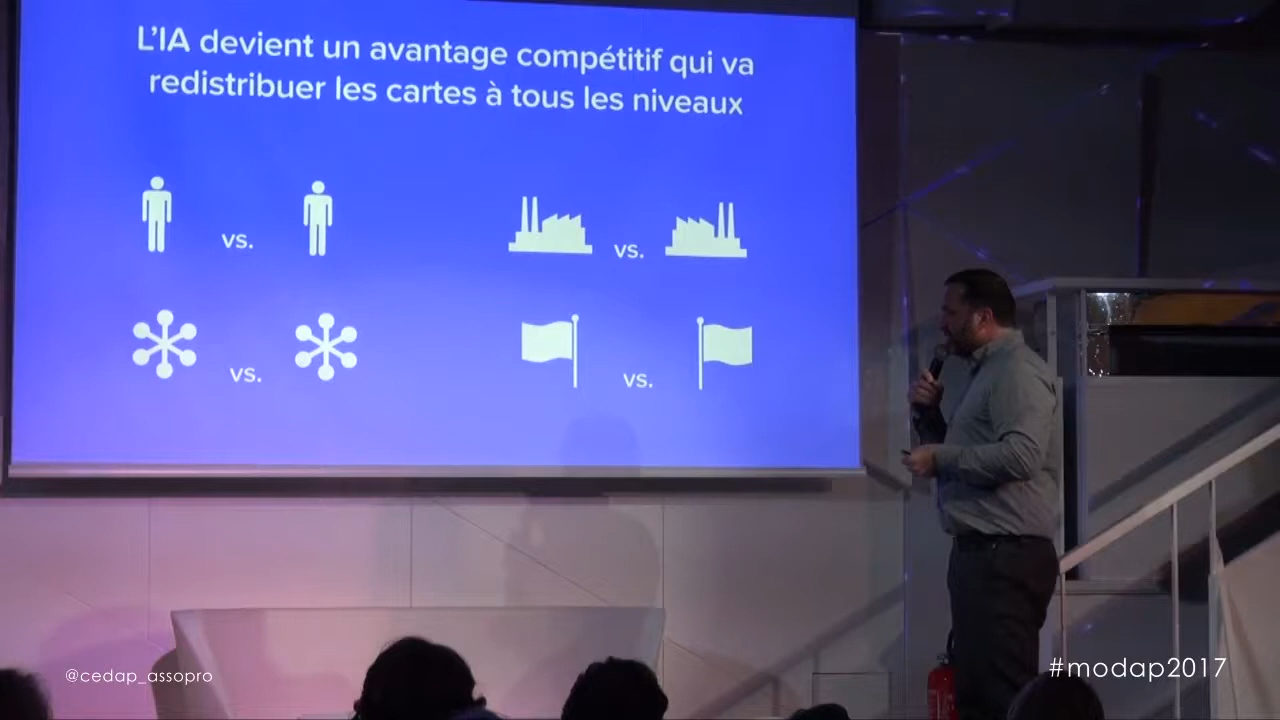 L'IA devient un avantage compétitif qui va
redistribuer les cartes à tous les niveaux
vs.
vs.
vs.
vs.
@cedap_assopro
#modap2017